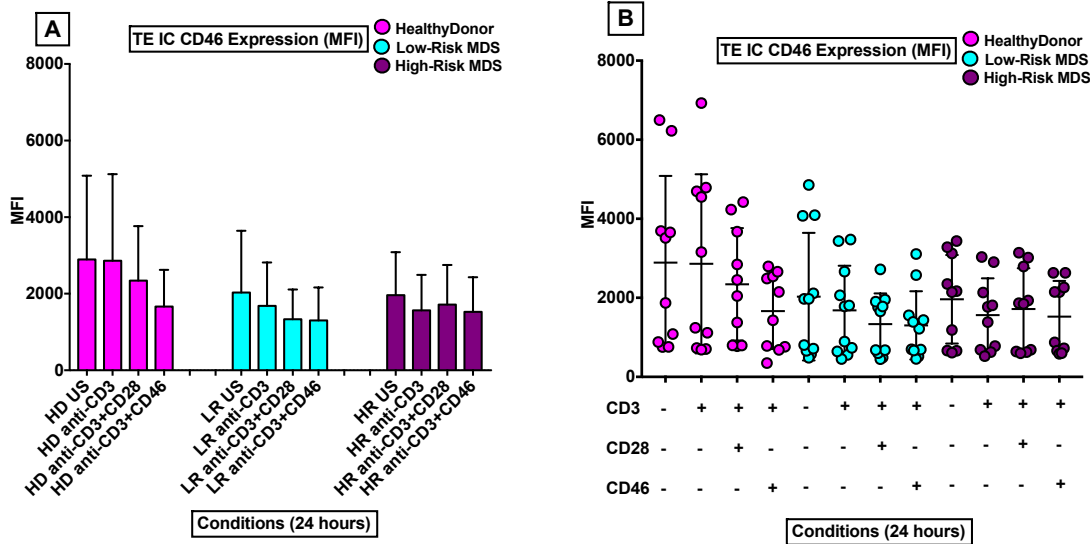 A
TE IC CD46 Expression (MFI)
HealthyDonor
Low-Risk MDS
High-Risk MDS
8000
6000
4000
2000
0
MFI
HD US
HD anti-CD3
HD anti-CD3+CD28
HD anti-CD3+CD46
LR US
LR anti-CD3
LR anti-CD3+CD28
LR anti-CD3+CD46
HR US
HR anti-CD3
HR anti-CD3+CD28
HR anti-CD3+CD46
Conditions (24 hours)
B
TE IC CD46 Expression (MFI)
HealthyDonor
Low-Risk MDS
High-Risk MDS
8000
6000
4000
2000
0
MFI
CD3 - + + + - + + + - + + +
CD28 - - + - - - + - - - + -
CD46 - - - + - - - + - - - +
Conditions (24 hours)